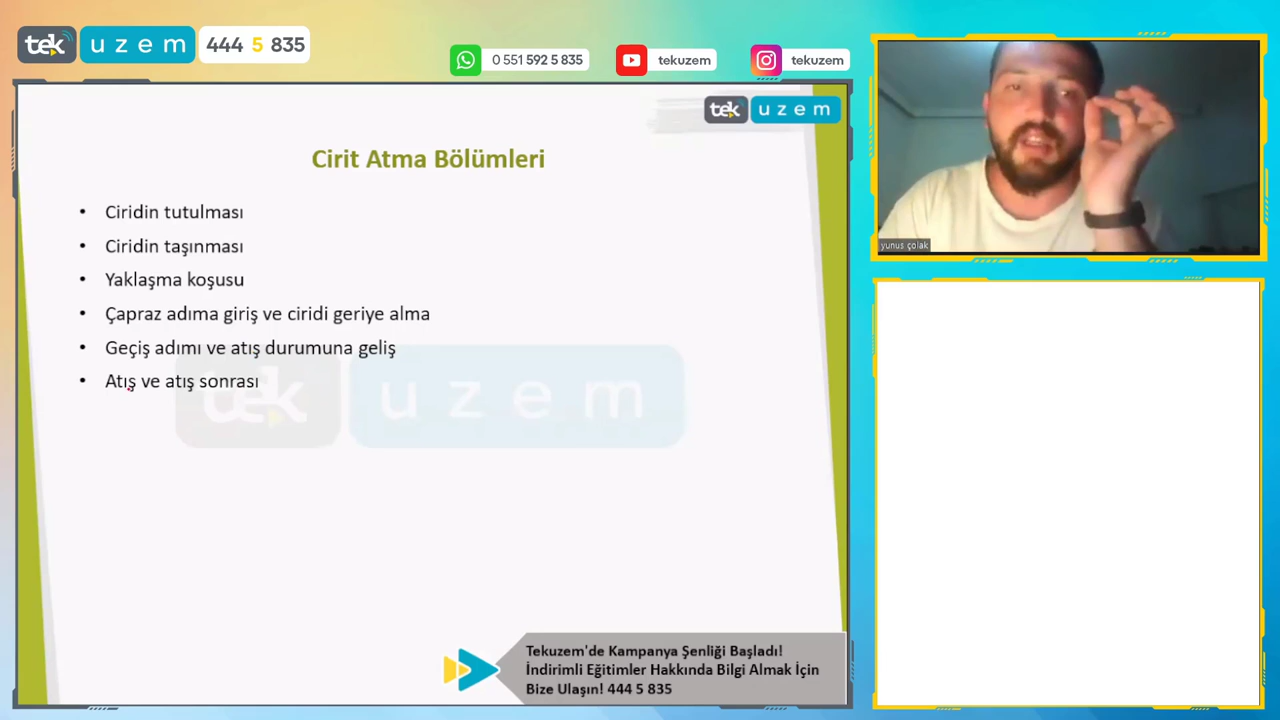 tek uzem 444 5 835
0 551 592 5 835
tekuzem
tekuzem
tek uzem
yunus çolak
Cirit Atma Bölümleri
• Ciridin tutulması
• Ciridin taşınması
• Yaklaşma koşusu
• Çapraz adıma giriş ve ciridi geriye alma
• Geçiş adımı ve atış durumuna geliş
• Atış ve atış sonrası
tek uzem
Tekuzem'de Kampanya Şenliği Başladı!
İndirimli Eğitimler Hakkında Bilgi Almak İçin
Bize Ulaşın! 444 5 835